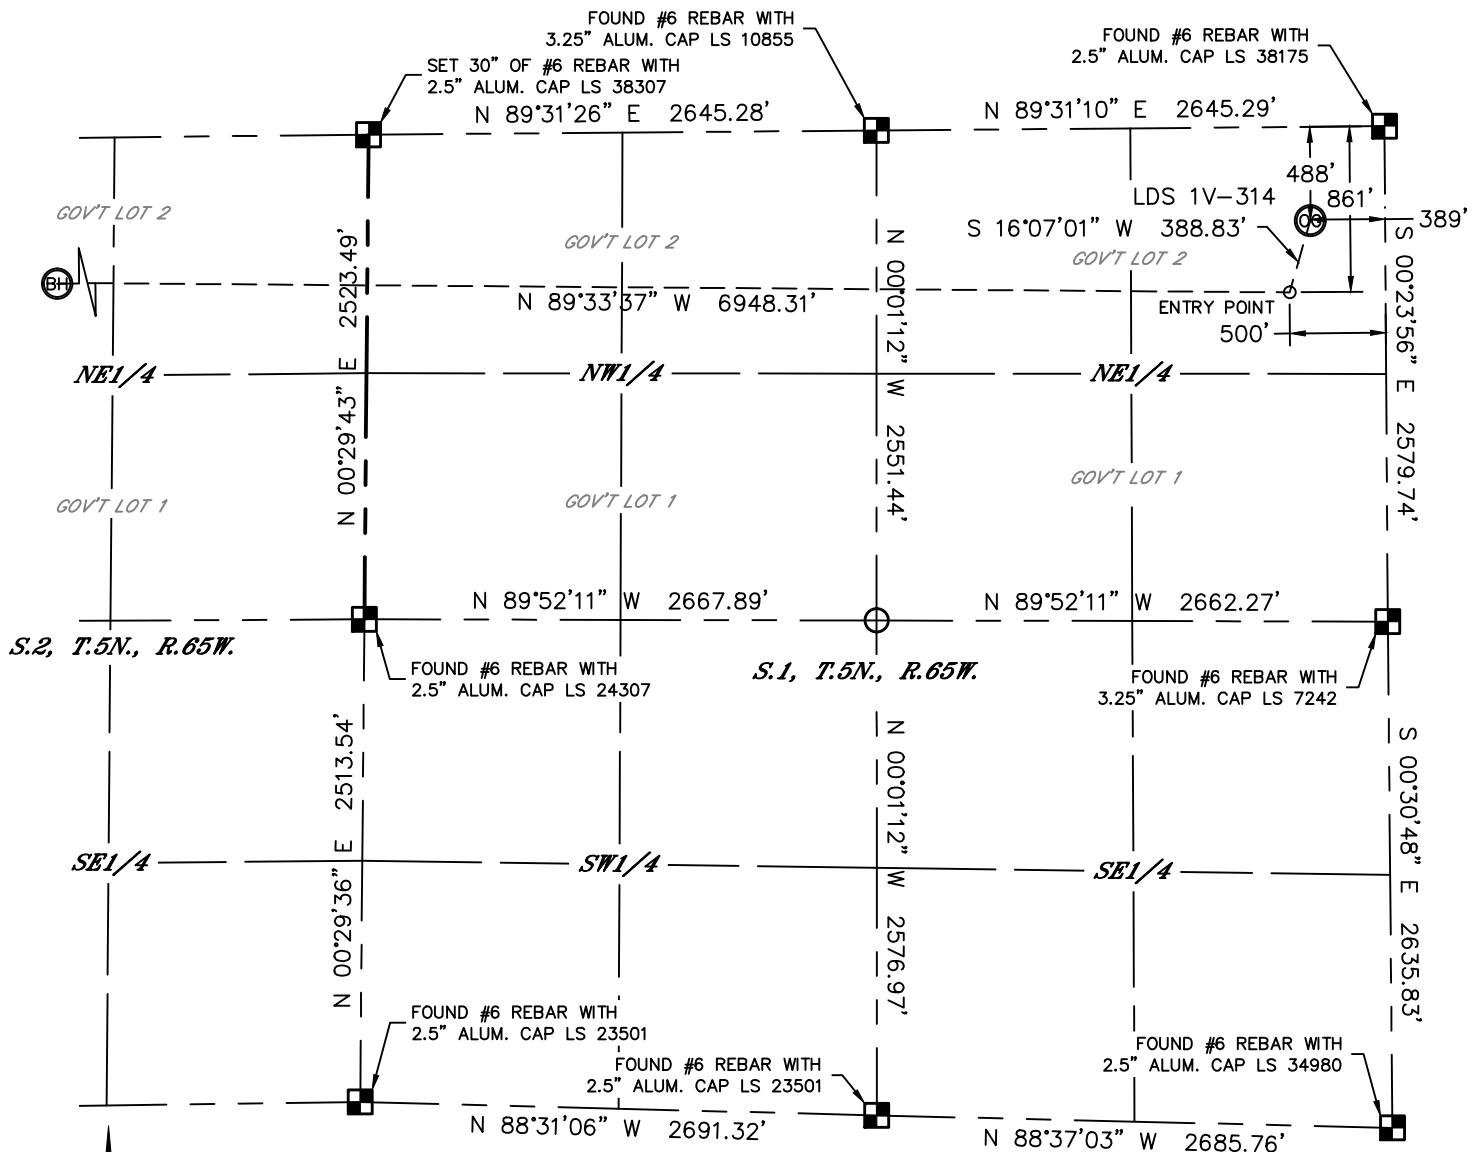 FOUND #6 REBAR WITH
3.25" ALUM. CAP LS 10855
FOUND #6 REBAR WITH
2.5" ALUM. CAP LS 38175
SET 30" OF #6 REBAR WITH
2.5" ALUM. CAP LS 38307
N 89°31'26" E 2645.28'
N 89°31'10" E 2645.29'
488'
LDS 1V-314
861'
GOV'T LOT 2
OG
389'
S 16°07'01" W 388.83'
GOV'T LOT 2
GOV'T LOT 2
BH
N 89°33'37" W 6948.31'
ENTRY POINT
500'
N 00°29'43" E 2523.49'
N 00°01'12" W 2551.44'
S 00°23'56" E 2579.74'
NE1/4
NW1/4
NE1/4
GOV'T LOT 1
GOV'T LOT 1
GOV'T LOT 1
N 89°52'11" W 2667.89'
N 89°52'11" W 2662.27'
S.2, T.5N., R.65W.
S.1, T.5N., R.65W.
FOUND #6 REBAR WITH
2.5" ALUM. CAP LS 24307
FOUND #6 REBAR WITH
3.25" ALUM. CAP LS 7242
N 00°29'36" E 2513.54'
N 00°01'12" W 2576.97'
S 00°30'48" E 2635.83'
SE1/4
SW1/4
SE1/4
FOUND #6 REBAR WITH
2.5" ALUM. CAP LS 23501
FOUND #6 REBAR WITH
2.5" ALUM. CAP LS 23501
FOUND #6 REBAR WITH
2.5" ALUM. CAP LS 34980
N 88°31'06" W 2691.32'
N 88°37'03" W 2685.76'